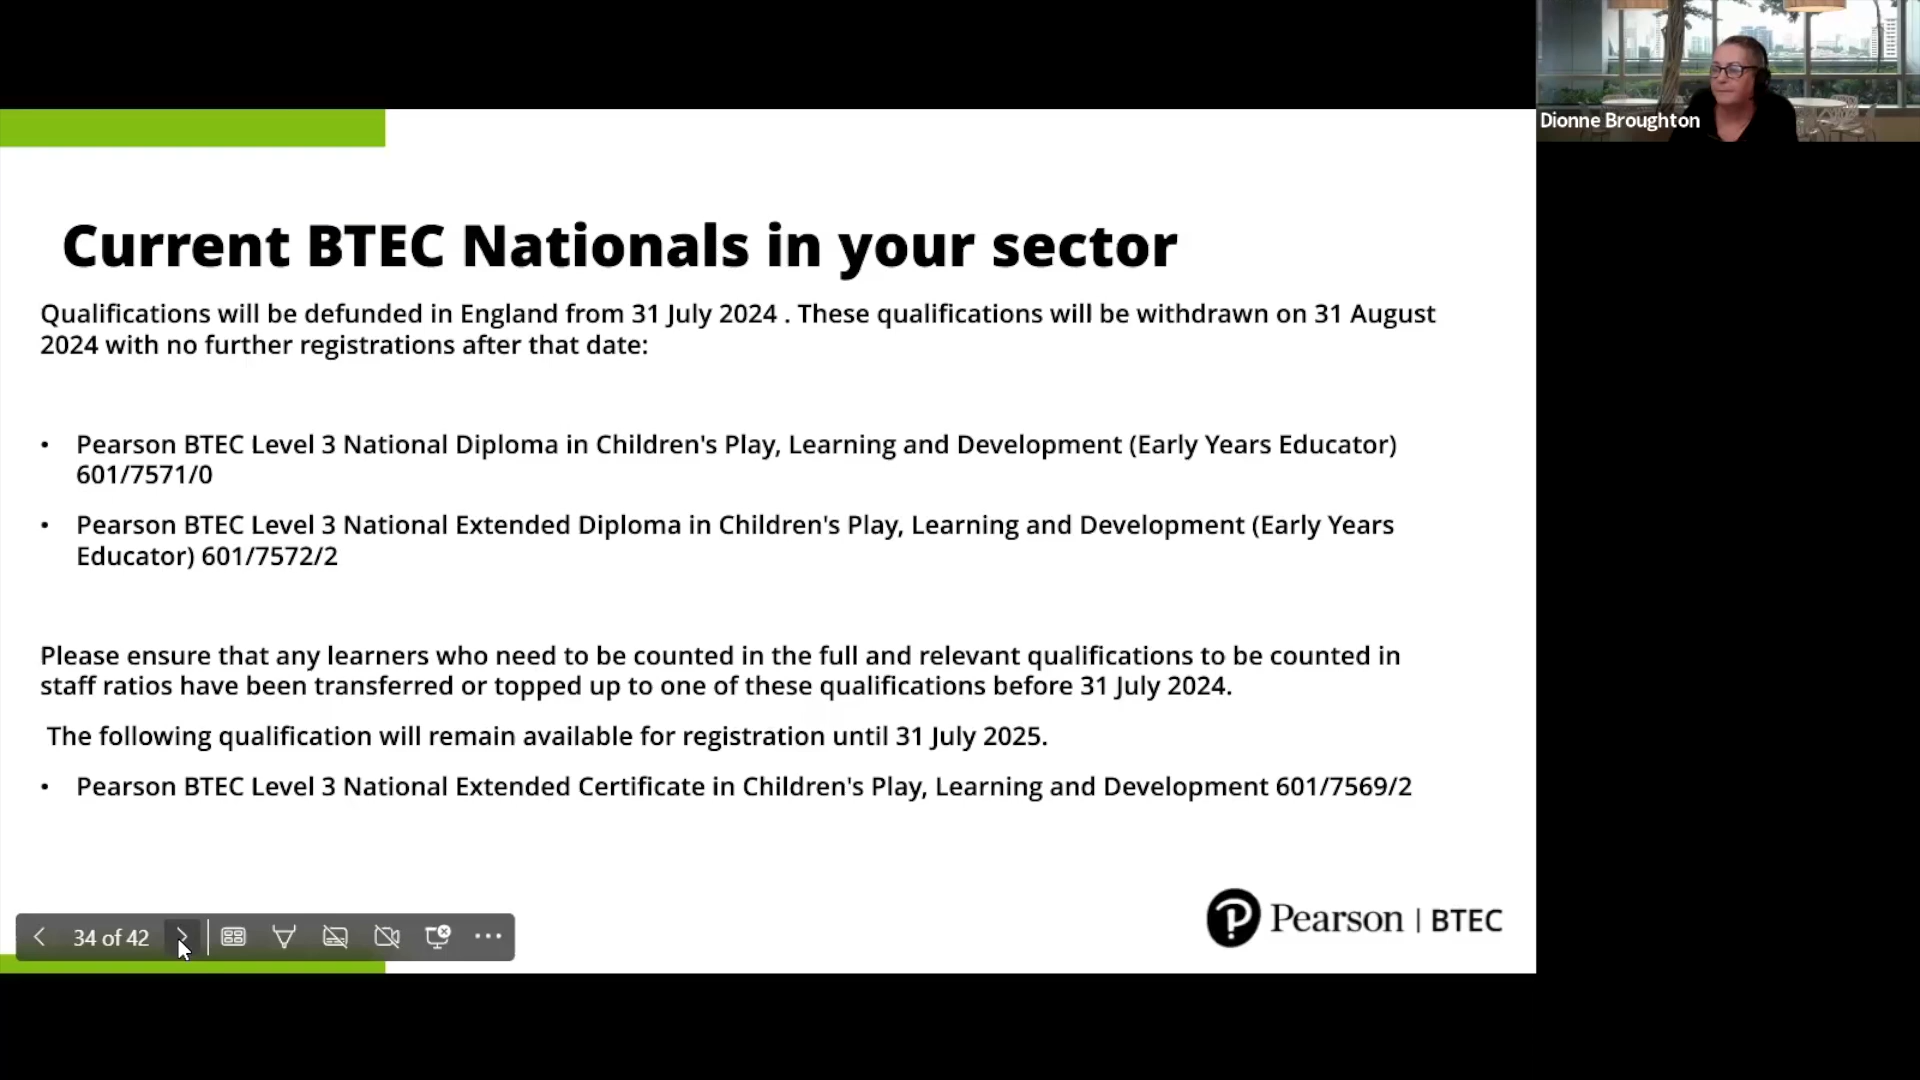 Dionne Broughton
Current BTEC Nationals in your sector
Qualifications will be defunded in England from 31 July 2024 . These qualifications will be withdrawn on 31 August
2024 with no further registrations after that date:
• Pearson BTEC Level 3 National Diploma in Children's Play, Learning and Development (Early Years Educator)
601/7571/0
• Pearson BTEC Level 3 National Extended Diploma in Children's Play, Learning and Development (Early Years
Educator) 601/7572/2
Please ensure that any learners who need to be counted in the full and relevant qualifications to be counted in
staff ratios have been transferred or topped up to one of these qualifications before 31 July 2024.
The following qualification will remain available for registration until 31 July 2025.
• Pearson BTEC Level 3 National Extended Certificate in Children's Play, Learning and Development 601/7569/2
34 of 42
Pearson | BTEC